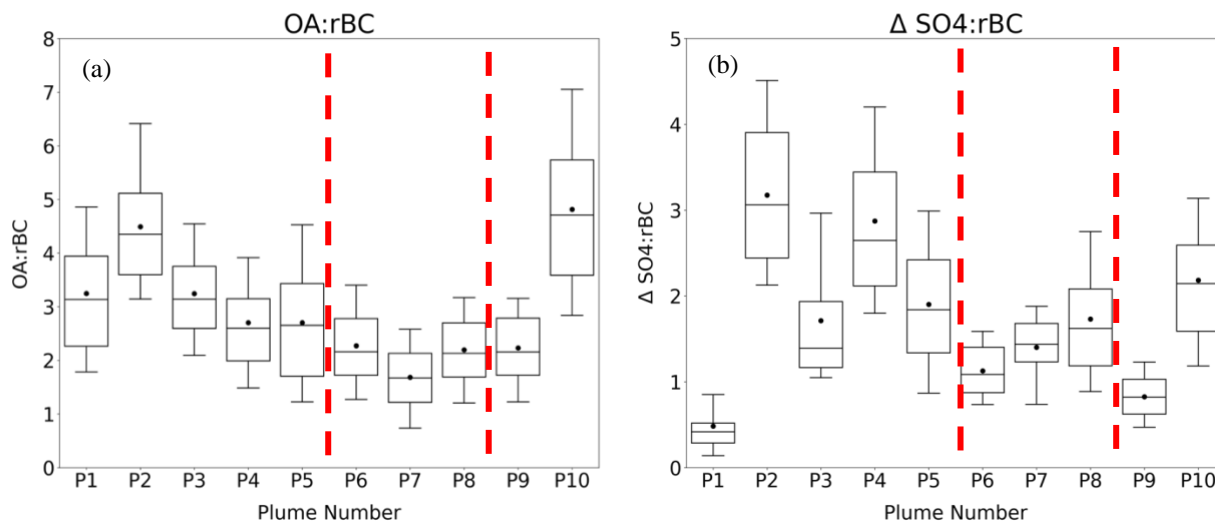 OA:rBC
(a)
8
7
6
5
4
3
2
1
0
OA:rBC
P1 P2 P3 P4 P5 P6 P7 P8 P9 P10
Plume Number
Δ SO4:rBC
(b)
5
4
3
2
1
0
Δ SO4:rBC
P1 P2 P3 P4 P5 P6 P7 P8 P9 P10
Plume Number